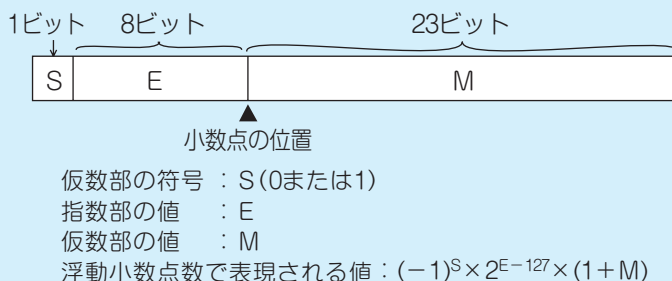 1ビット 8ビット 23ビット
S E M
小数点の位置
仮数部の符号：S(0または1)
指数部の値：E
仮数部の値：M
浮動小数点数で表現される値：(−1)ˢ×2ᴱ⁻¹²⁷×(1+M)